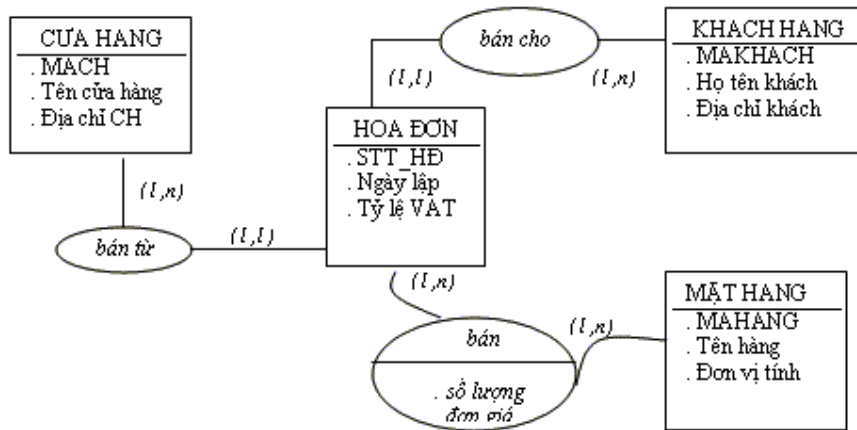 CƯA HANG
. MACH
. Tên cửa hàng
. Địa chỉ CH
(1,n)
bán từ
(1,1)
bán cho
(1,1)
(1,n)
KHACH HANG
. MAKHACH
. Họ tên khách
. Địa chỉ khách
HOA ĐƠN
. STT_HĐ
. Ngày lập
. Tỷ lệ VAT
(1,n)
bán
. số lượng
đơn giá
(1,n)
MẶT HANG
. MAHANG
. Tên hàng
. Đơn vị tính